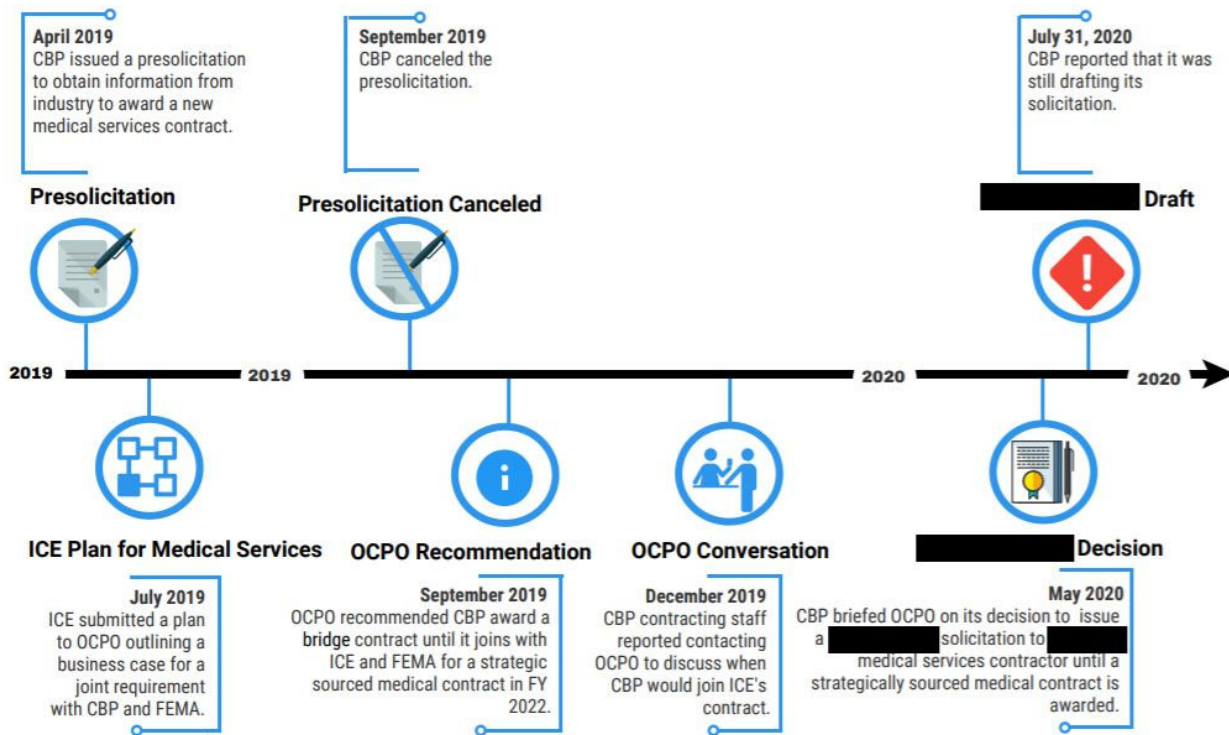 April 2019
CBP issued a presolicitation
to obtain information from
industry to award a new
medical services contract.
Presolicitation
September 2019
CBP canceled the
presolicitation.
Presolicitation Canceled
July 31, 2020
CBP reported that it was
still drafting its
solicitation.
Draft
2019
2019
2020
2020
ICE Plan for Medical Services
July 2019
ICE submitted a plan
to OCPO outlining a
business case for a
joint requirement
with CBP and FEMA.
OCPO Recommendation
September 2019
OCPO recommended CBP award a
bridge contract until it joins with
ICE and FEMA for a strategic
sourced medical contract in FY
2022.
OCPO Conversation
December 2019
CBP contracting staff
reported contacting
OCPO to discuss when
CBP would join ICE's
contract.
Decision
May 2020
CBP briefed OCPO on its decision to issue
a solicitation to
medical services contractor until a
strategically sourced medical contract is
awarded.